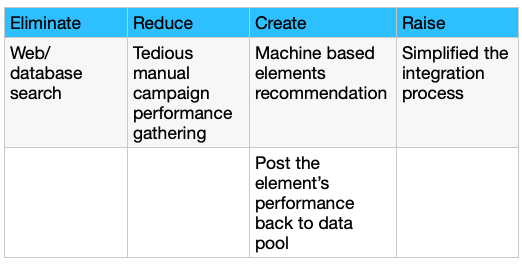 Eliminate
Reduce
Create
Raise
Web/
database
search
Tedious
manual
campaign
performance
gathering
Machine based
elements
recommendation
Simplified the
integration
process
Post the
element's
performance
back to data
pool